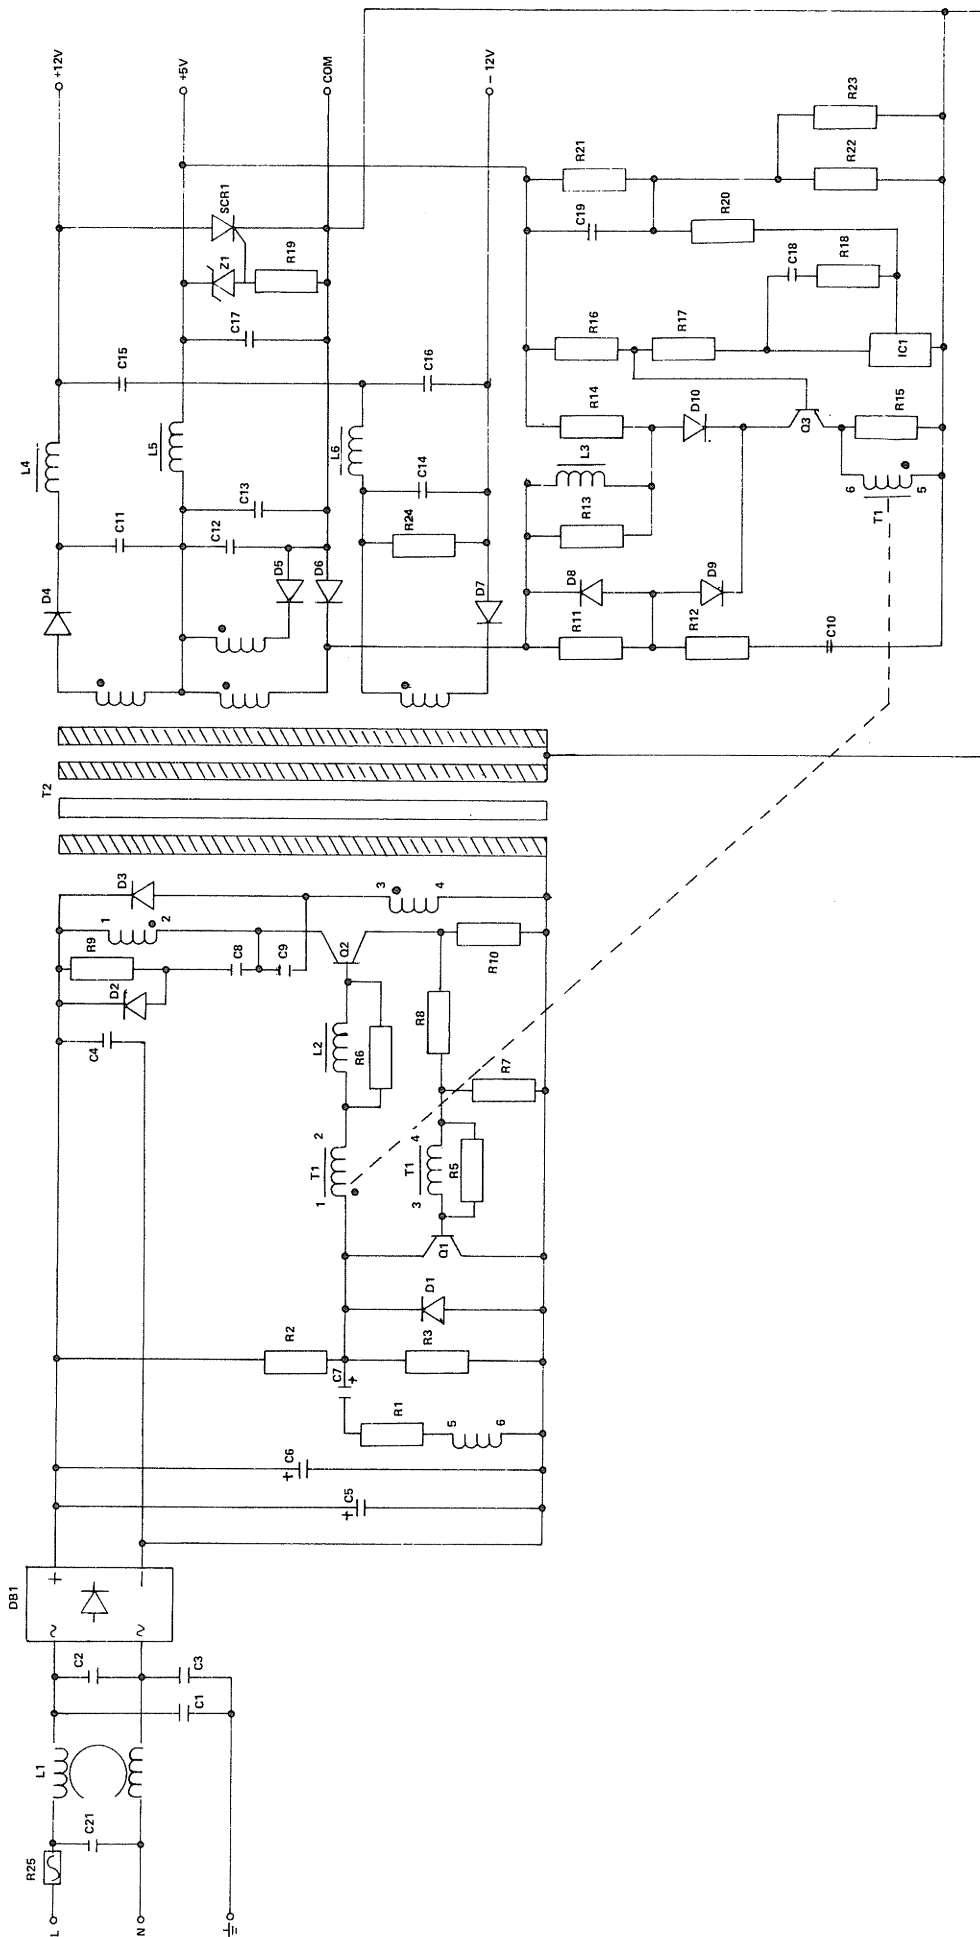 L
R25
N
C21
L1
C1
C2
C3
DB1
~
~
+
−
C5
+
C6
+
R1
5
6
C7
+
R2
R3
D1
Q1
T1
1
2
T1
3
4
R5
L2
R6
R7
R8
C4
D2
R9
C8
C9
1
2
Q2
R10
D3
3
4
T2
D4
L4
+12V
C11
C15
L5
+5V
C12
C13
C17
D5
D6
Z1
SCR1
R19
COM
L6
R24
C14
C16
D7
- 12V
R11
R12
C10
D8
D9
R13
L3
R14
D10
Q3
R15
T1
5
6
R16
R17
IC1
C18
R18
C19
R20
R21
R22
R23